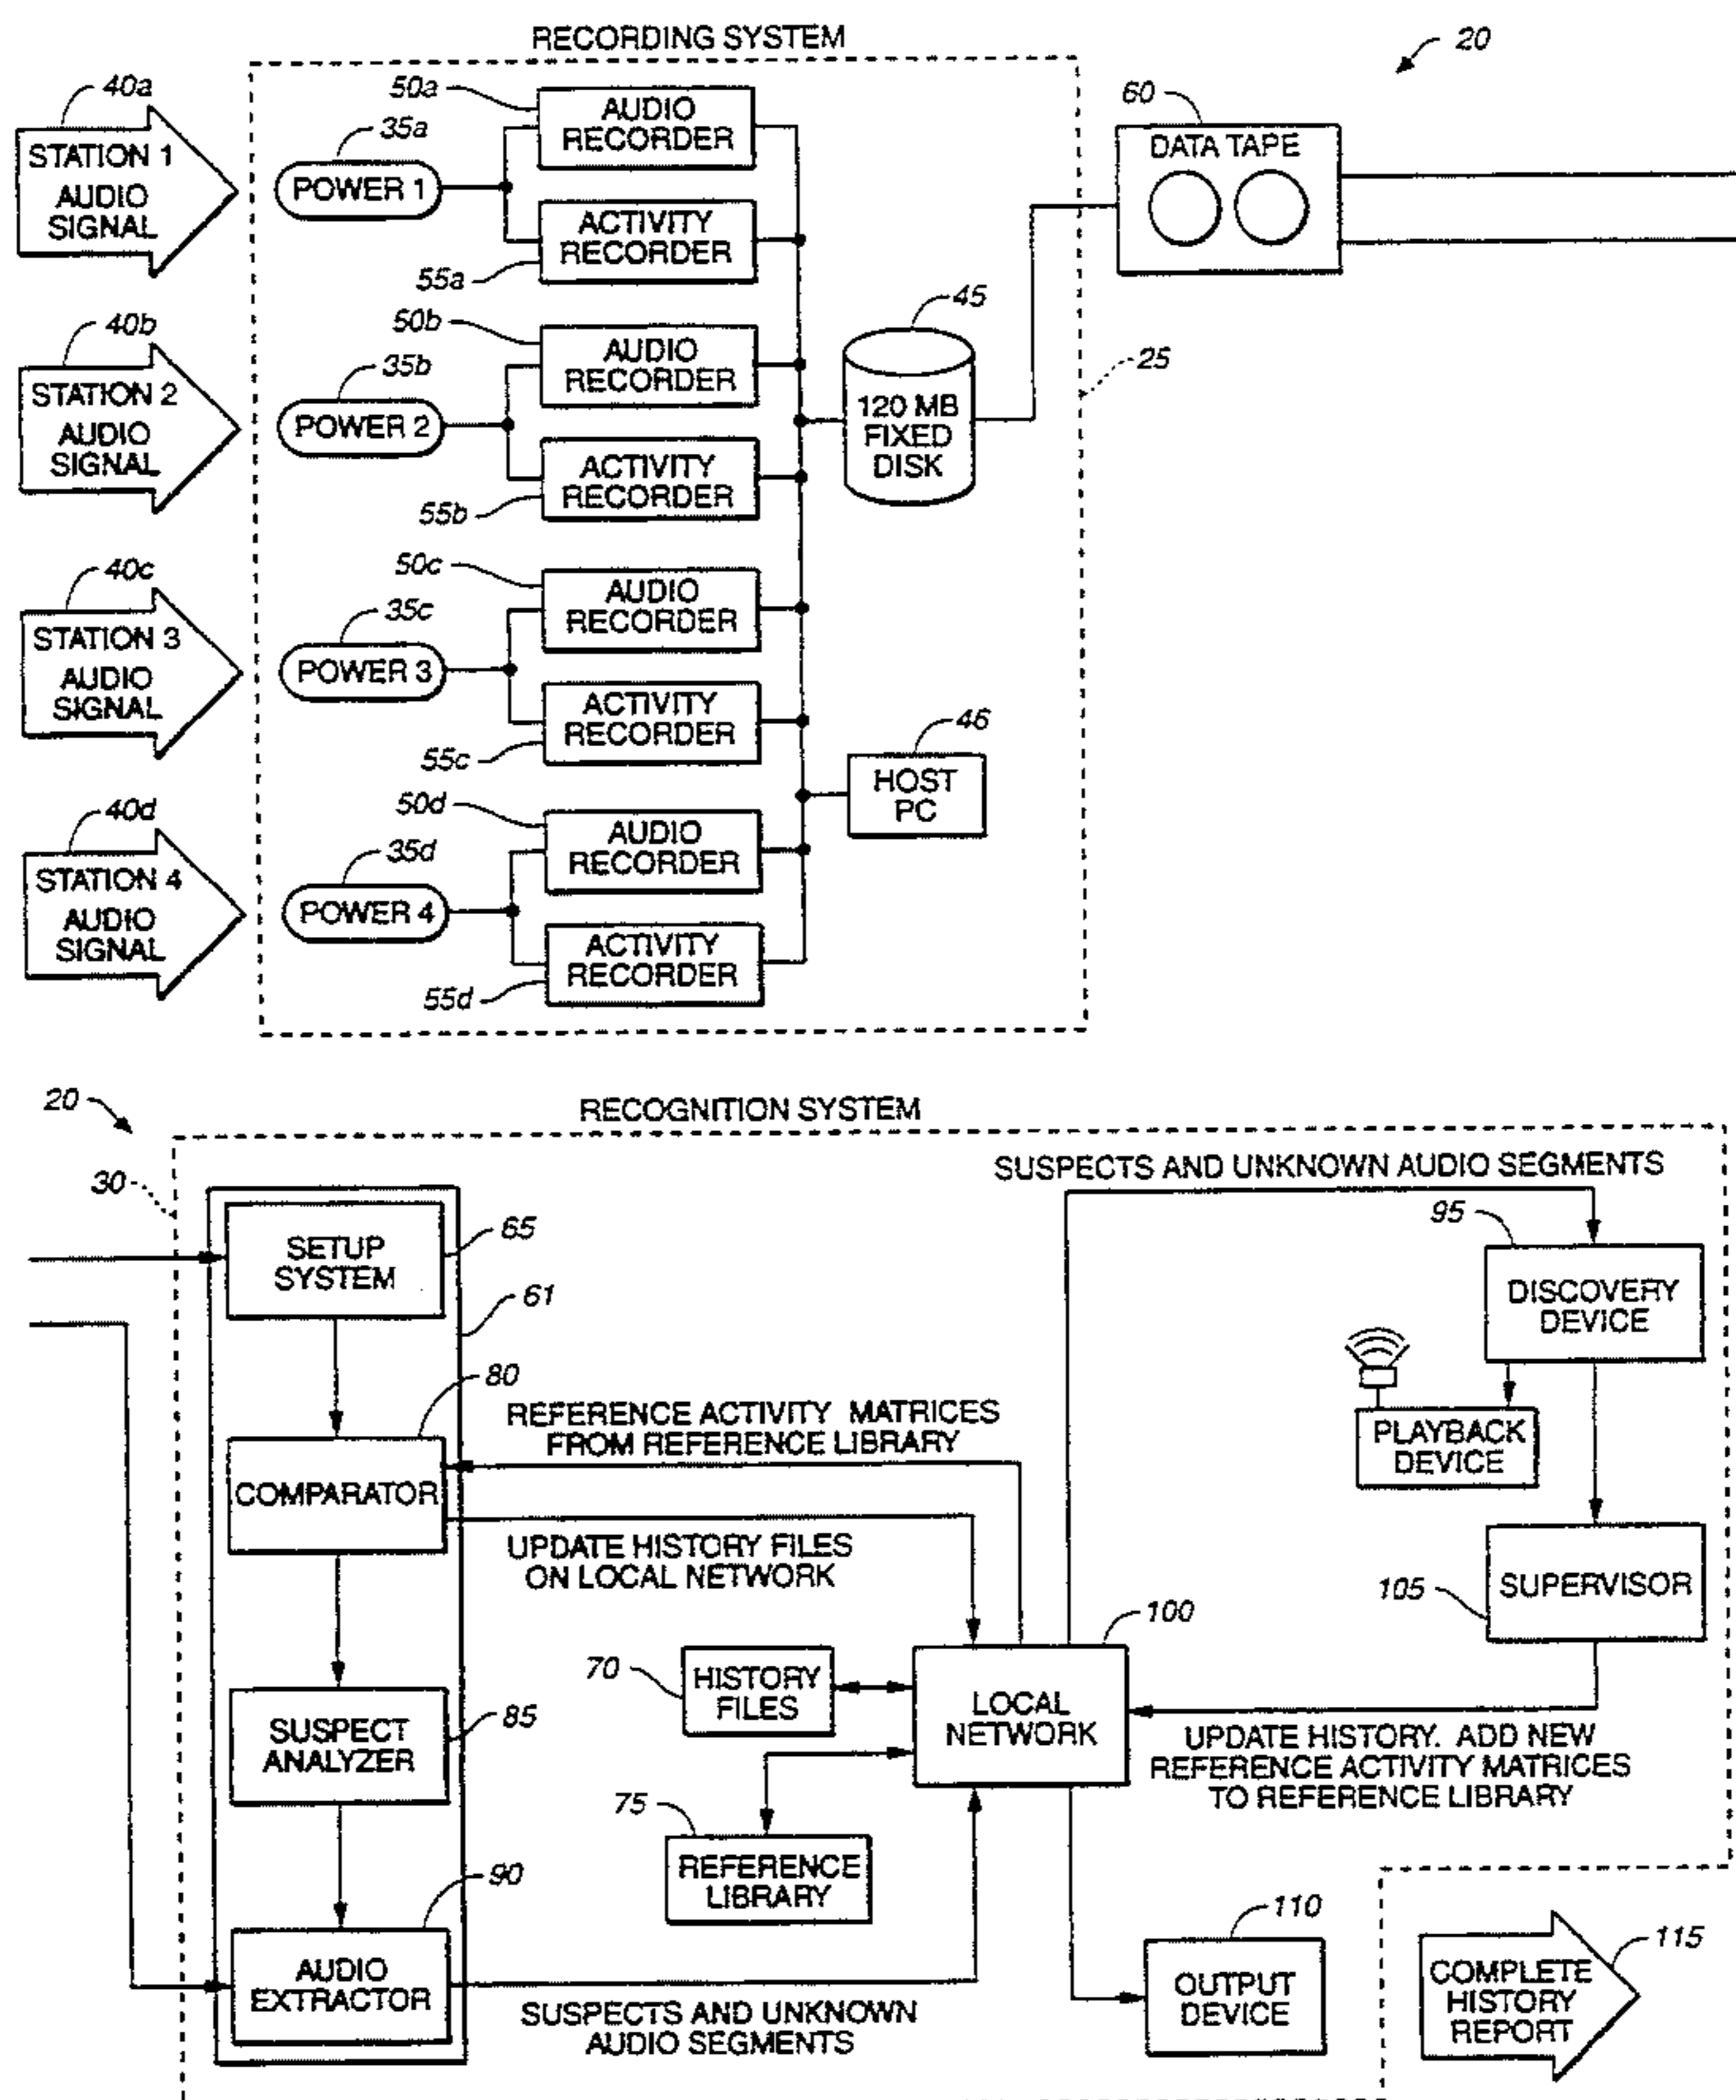 RECORDING SYSTEM
20
40a
STATION 1
AUDIO
SIGNAL
35a
POWER 1
50a
AUDIO
RECORDER
ACTIVITY
RECORDER
55a
60
DATA TAPE
40b
STATION 2
AUDIO
SIGNAL
35b
POWER 2
50b
AUDIO
RECORDER
ACTIVITY
RECORDER
55b
45
120 MB
FIXED
DISK
25
40c
STATION 3
AUDIO
SIGNAL
35c
POWER 3
50c
AUDIO
RECORDER
ACTIVITY
RECORDER
55c
46
HOST
PC
40d
STATION 4
AUDIO
SIGNAL
35d
POWER 4
50d
AUDIO
RECORDER
ACTIVITY
RECORDER
55d
20
RECOGNITION SYSTEM
30
SUSPECTS AND UNKNOWN AUDIO SEGMENTS
SETUP
SYSTEM
65
61
95
DISCOVERY
DEVICE
PLAYBACK
DEVICE
80
COMPARATOR
REFERENCE ACTIVITY MATRICES
FROM REFERENCE LIBRARY
UPDATE HISTORY FILES
ON LOCAL NETWORK
105
SUPERVISOR
100
LOCAL
NETWORK
70
HISTORY
FILES
SUSPECT
ANALYZER
85
UPDATE HISTORY. ADD NEW
REFERENCE ACTIVITY MATRICES
TO REFERENCE LIBRARY
75
REFERENCE
LIBRARY
90
AUDIO
EXTRACTOR
SUSPECTS AND UNKNOWN
AUDIO SEGMENTS
110
OUTPUT
DEVICE
115
COMPLETE
HISTORY
REPORT